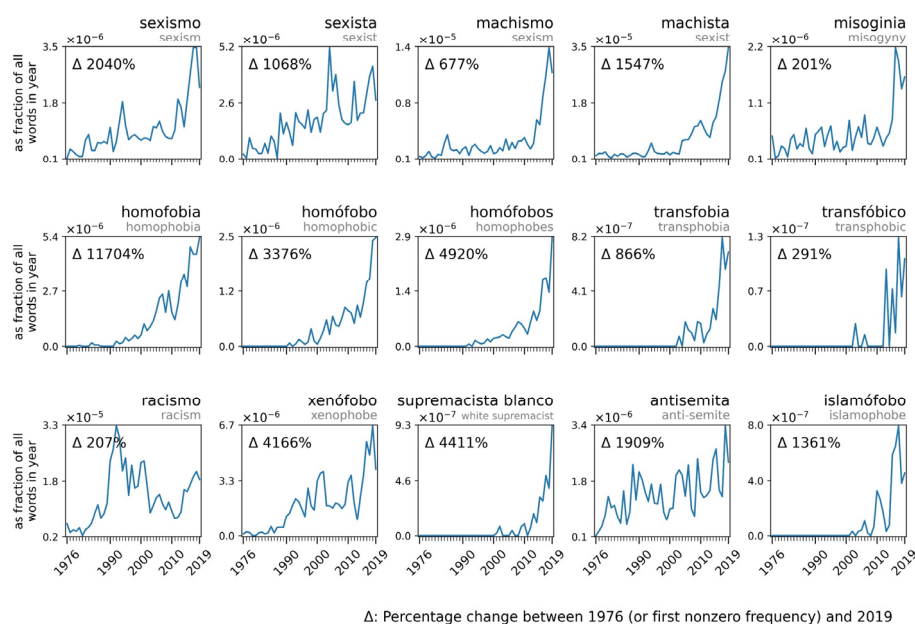 sexismo sexista machismo machista misoginia
sexism sexist machismo sexist misogyny
×10⁻⁶ ×10⁻⁶ ×10⁻⁵ ×10⁻⁵ ×10⁻⁶
3.5 5.2 1.4 3.5 2.2
Δ 2040% Δ 1068% Δ 677% Δ 1547% Δ 201%
as fraction of all
words in year
1.8 2.6 0.8 1.8 1.1
0.1 0.0 0.1 0.1 0.1
homofobia homófobo homófobos transfobia transfóbico
homophobia homophobic homophobes transphobia transphobic
×10⁻⁶ ×10⁻⁶ ×10⁻⁶ ×10⁻⁷ ×10⁻⁷
5.4 2.5 2.9 8.2 1.3
Δ 11704% Δ 3376% Δ 4920% Δ 866% Δ 291%
as fraction of all
words in year
2.7 1.2 1.4 4.1 0.7
0.0 0.0 0.0 0.0 0.0
racismo xenófobo supremacista blanco antisemita islamófobo
racism xenophobe white supremacist anti-semite islamophobe
×10⁻⁵ ×10⁻⁶ ×10⁻⁷ ×10⁻⁶ ×10⁻⁷
3.3 6.7 9.3 3.4 8.0
Δ 207% Δ 4166% Δ 4411% Δ 1909% Δ 1361%
as fraction of all
words in year
1.8 3.3 4.6 1.8 4.0
0.2 0.0 0.0 0.1 0.0
1976 1990 2000 2010 2019 1976 1990 2000 2010 2019 1976 1990 2000 2010 2019 1976 1990 2000 2010 2019 1976 1990 2000 2010 2019
Δ: Percentage change between 1976 (or first nonzero frequency) and 2019